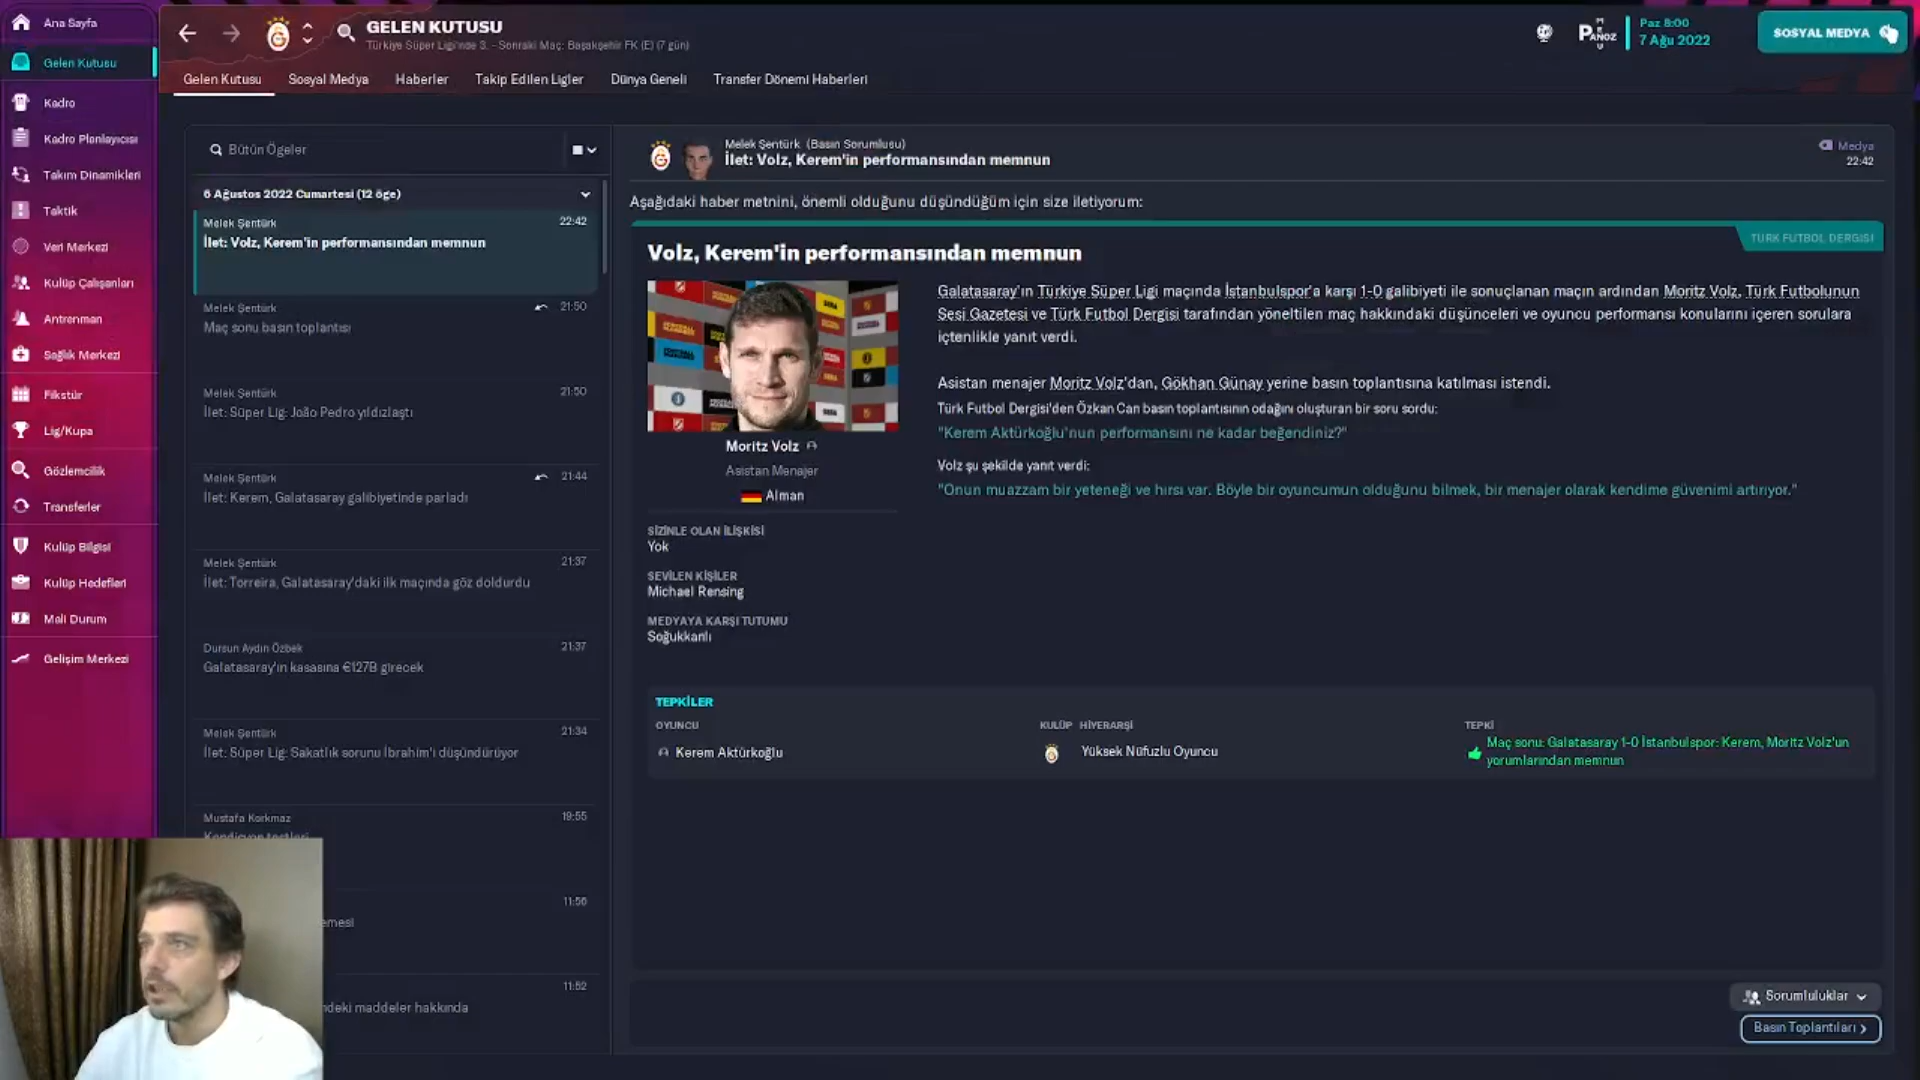 Ana Sayfa
Gelen Kutusu
Kadro
Kadro Planlayıcısı
Takım Dinamikleri
Taktik
Veri Merkezi
Kulüp Çalışanları
Antrenman
Sağlık Merkezi
Fikstür
Lig/Kupa
Gözlemcilik
Transferler
Kulüp Bilgisi
Kulüp Hedefleri
Mali Durum
Gelişim Merkezi
GELEN KUTUSU
Türkiye Süper Ligi'nde 3. - Sonraki Maç: Başakşehir FK (E) (7 gün)
Paz 8:00
7 Ağu 2022
SOSYAL MEDYA
Gelen Kutusu
Sosyal Medya
Haberler
Takip Edilen Ligler
Dünya Geneli
Transfer Dönemi Haberleri
Bütün Ögeler
6 Ağustos 2022 Cumartesi (12 öge)
Melek Şentürk 22:42
İlet: Volz, Kerem'in performansından memnun
Melek Şentürk 21:50
Maç sonu basın toplantısı
Melek Şentürk 21:50
İlet: Süper Lig: João Pedro yıldızlaştı
Melek Şentürk 21:44
İlet: Kerem, Galatasaray galibiyetinde parladı
Melek Şentürk 21:37
İlet: Torreira, Galatasaray'daki ilk maçında göz doldurdu
Dursun Aydın Özbek 21:37
Galatasaray'ın kasasına €127B girecek
Melek Şentürk 21:34
İlet: Süper Lig: Sakatlık sorunu İbrahim'i düşündürüyor
Mustafa Korkmaz 19:55
11:56
11:52
maddeler hakkında
Melek Şentürk (Basın Sorumlusu)
İlet: Volz, Kerem'in performansından memnun
Medya
22:42
Aşağıdaki haber metnini, önemli olduğunu düşündüğüm için size iletiyorum:
TÜRK FUTBOL DERGİSİ
Volz, Kerem'in performansından memnun
Galatasaray'ın Türkiye Süper Ligi maçında İstanbulspor'a karşı 1-0 galibiyeti ile sonuçlanan maçın ardından Moritz Volz, Türk Futbolunun
Sesi Gazetesi ve Türk Futbol Dergisi tarafından yöneltilen maç hakkındaki düşünceleri ve oyuncu performansı konularını içeren sorulara
içtenlikle yanıt verdi.
Asistan menajer Moritz Volz'dan, Gökhan Günay yerine basın toplantısına katılması istendi.
Türk Futbol Dergisi'den Özkan Can basın toplantısının odağını oluşturan bir soru sordu:
"Kerem Aktürkoğlu'nun performansını ne kadar beğendiniz?"
Volz şu şekilde yanıt verdi:
"Onun muazzam bir yeteneği ve hırsı var. Böyle bir oyuncumun olduğunu bilmek, bir menajer olarak kendime güvenimi artırıyor."
Moritz Volz
Asistan Menajer
Alman
SİZİNLE OLAN İLİŞKİSİ
Yok
SEVİLEN KİŞİLER
Michael Rensing
MEDYAYA KARŞI TUTUMU
Soğukkanlı
TEPKİLER
OYUNCU KULÜP HİYERARŞİ TEPKİ
Kerem Aktürkoğlu Yüksek Nüfuzlu Oyuncu
Maç sonu: Galatasaray 1-0 İstanbulspor: Kerem, Moritz Volz'un
yorumlarından memnun
Sorumluluklar
Basın Toplantıları